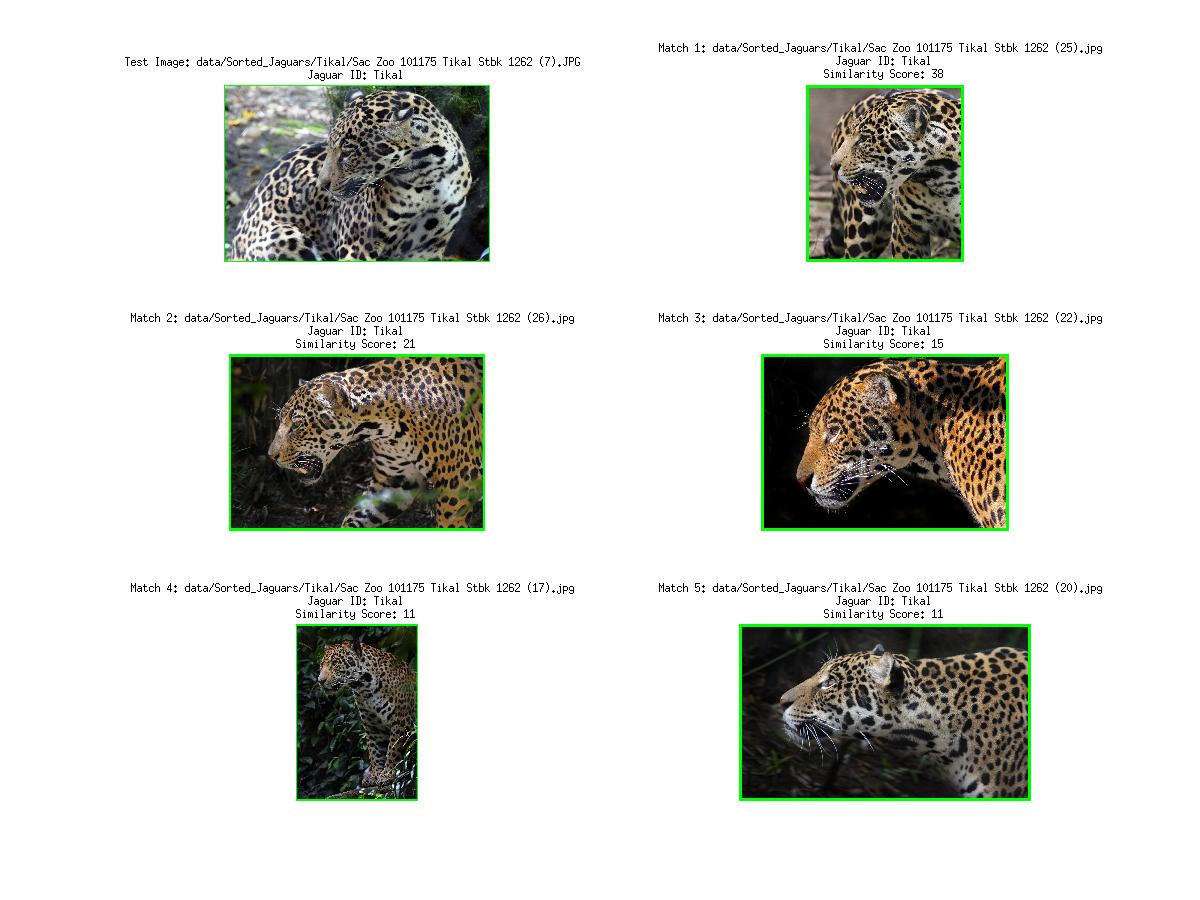 Test Image: data/Sorted_Jaguars/Tikal/Sac Zoo 101175 Tikal Stbk 1262 (7).JPG
Jaguar ID: Tikal
Match 1: data/Sorted_Jaguars/Tikal/Sac Zoo 101175 Tikal Stbk 1262 (25).jpg
Jaguar ID: Tikal
Similarity Score: 38
Match 2: data/Sorted_Jaguars/Tikal/Sac Zoo 101175 Tikal Stbk 1262 (26).jpg
Jaguar ID: Tikal
Similarity Score: 21
Match 3: data/Sorted_Jaguars/Tikal/Sac Zoo 101175 Tikal Stbk 1262 (22).jpg
Jaguar ID: Tikal
Similarity Score: 15
Match 4: data/Sorted_Jaguars/Tikal/Sac Zoo 101175 Tikal Stbk 1262 (17).jpg
Jaguar ID: Tikal
Similarity Score: 11
Match 5: data/Sorted_Jaguars/Tikal/Sac Zoo 101175 Tikal Stbk 1262 (20).jpg
Jaguar ID: Tikal
Similarity Score: 11